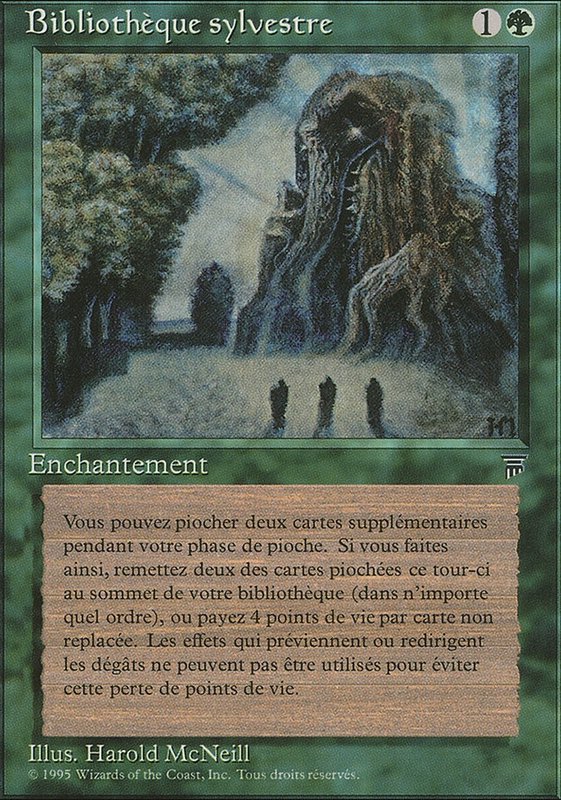 Bibliothèque sylvestre
1
HM
Enchantement
Vous pouvez piocher deux cartes supplémentaires
pendant votre phase de pioche. Si vous faites
ainsi, remettez deux des cartes piochées ce tour-ci
au sommet de votre bibliothèque (dans n'importe
quel ordre), ou payez 4 points de vie par carte non
replacée. Les effets qui préviennent ou redirigent
les dégâts ne peuvent pas être utilisés pour éviter
cette perte de points de vie.
Illus. Harold McNeill
© 1995 Wizards of the Coast, Inc. Tous droits réservés.